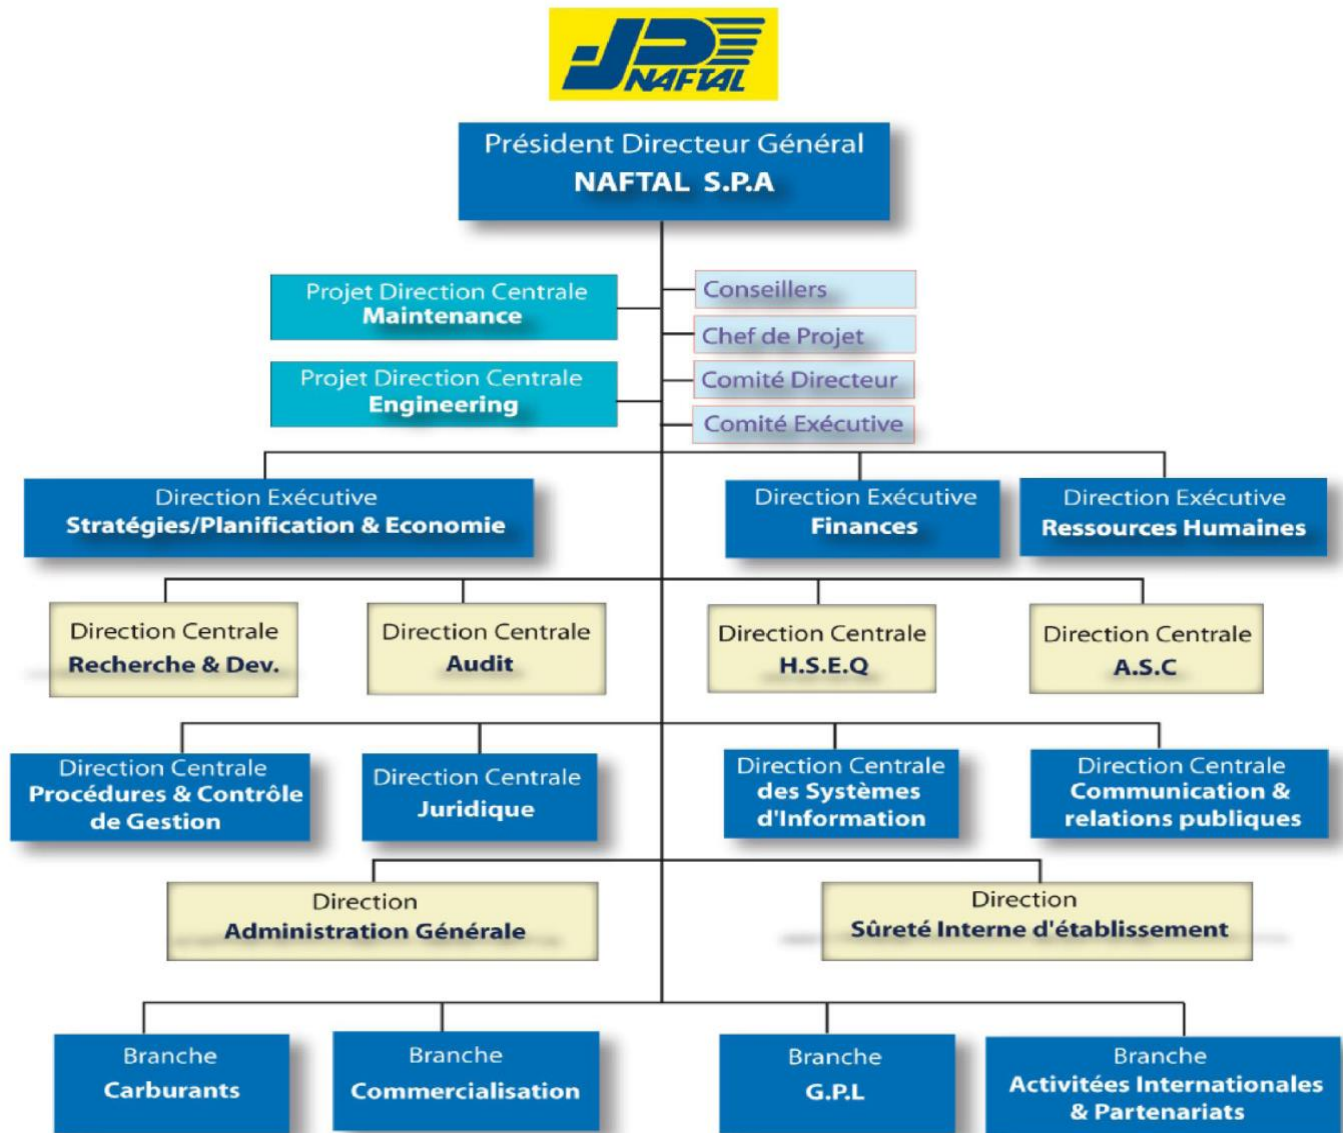 NAFTAL
Président Directeur Général
NAFTAL S.P.A
Projet Direction Centrale
Maintenance
Conseillers
Chef de Projet
Projet Direction Centrale
Engineering
Comité Directeur
Comité Exécutive
Direction Exécutive
Stratégies/Planification & Economie
Direction Exécutive
Finances
Direction Exécutive
Ressources Humaines
Direction Centrale
Recherche & Dev.
Direction Centrale
Audit
Direction Centrale
H.S.E.Q
Direction Centrale
A.S.C
Direction Centrale
Procédures & Contrôle
de Gestion
Direction Centrale
Juridique
Direction Centrale
des Systèmes
d'Information
Direction Centrale
Communication &
relations publiques
Direction
Administration Générale
Direction
Sûreté Interne d'établissement
Branche
Carburants
Branche
Commercialisation
Branche
G.P.L
Branche
Activitées Internationales
& Partenariats